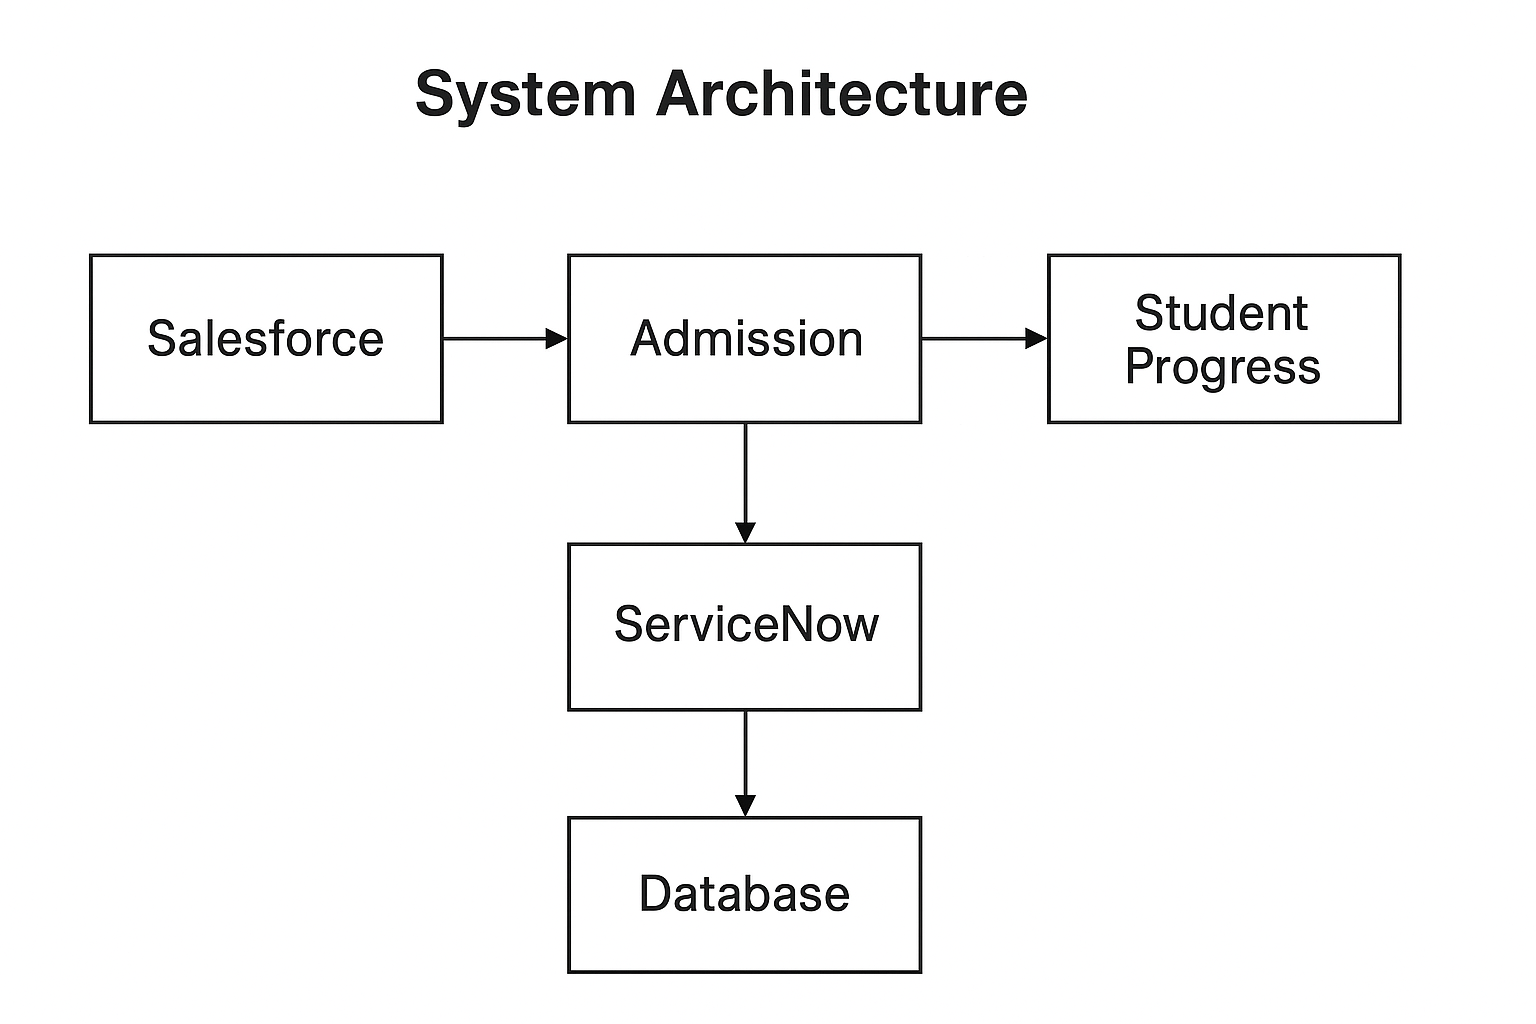 System Architecture
Salesforce
Admission
Student
Progress
ServiceNow
Database